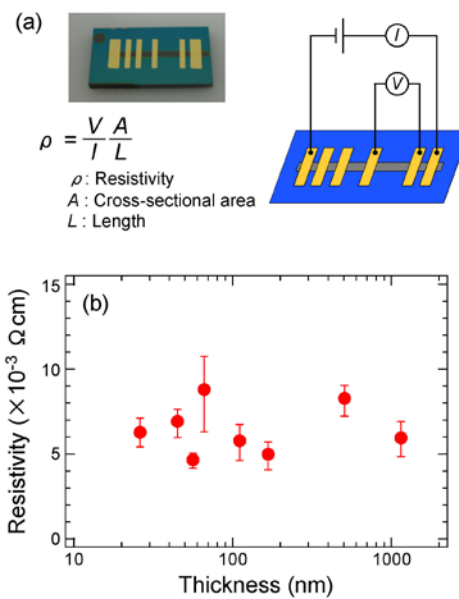 (a)
I
V
ρ = V/I A/L
ρ : Resistivity
A : Cross-sectional area
L : Length
(b)
Resistivity (×10⁻³ Ωcm)
15
10
5
0
10 100 1000
Thickness (nm)